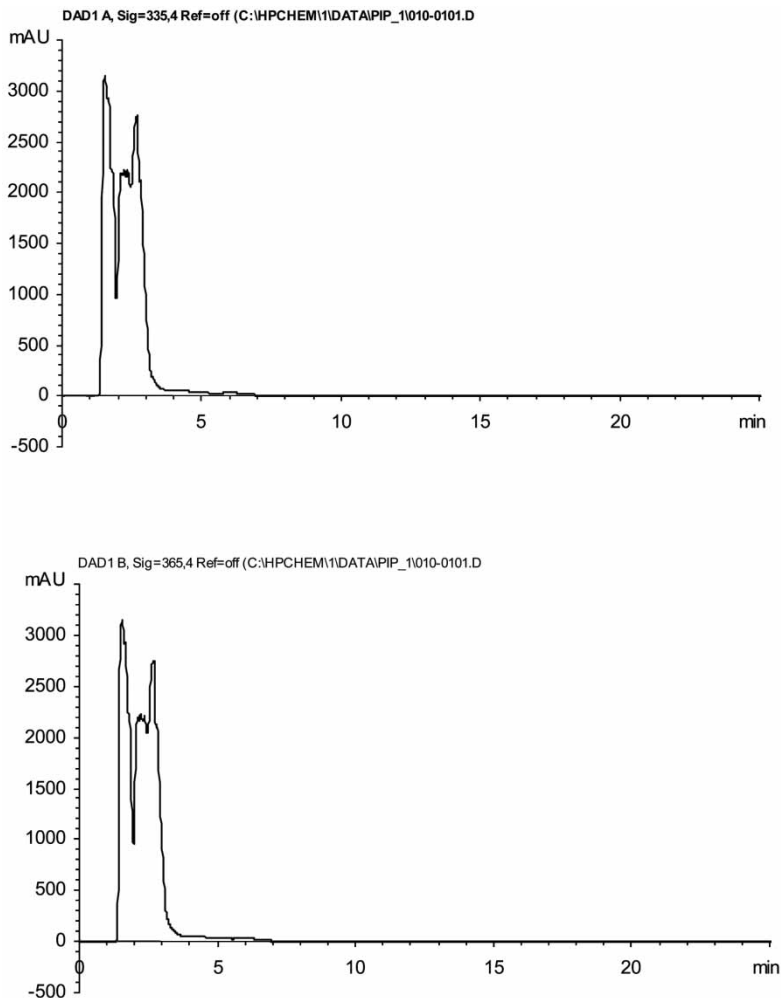 DAD1 A, Sig=335,4 Ref=off (C:\HPCHEM\1\DATA\PIP_1\010-0101.D
mAU
3000
2500
2000
1500
1000
500
0
-500
0 5 10 15 20 min
DAD1 B, Sig=365,4 Ref=off (C:\HPCHEM\1\DATA\PIP_1\010-0101.D
mAU
3000
2500
2000
1500
1000
500
0
-500
0 5 10 15 20 min